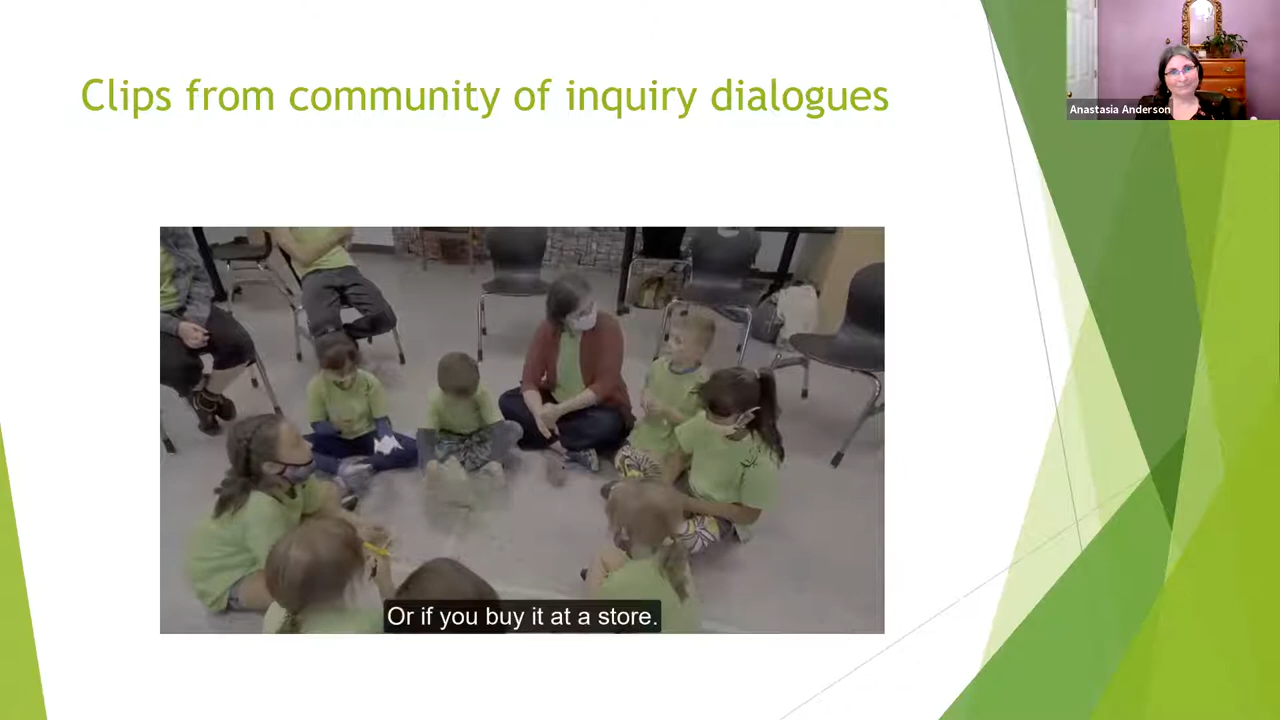 Clips from community of inquiry dialogues
Anastasia Anderson
Or if you buy it at a store.